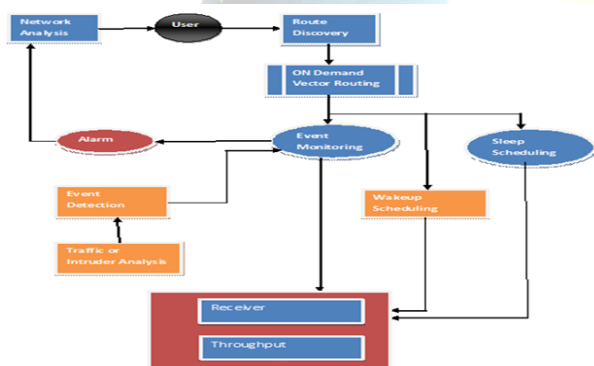 Network
Analysis
User
Route
Discovery
ON Demand
Vector Routing
Alarm
Event
Monitoring
Sleep
Scheduling
Event
Detection
Wakeup
Scheduling
Traffic or
Intruder Analysis
Receiver
Throughput